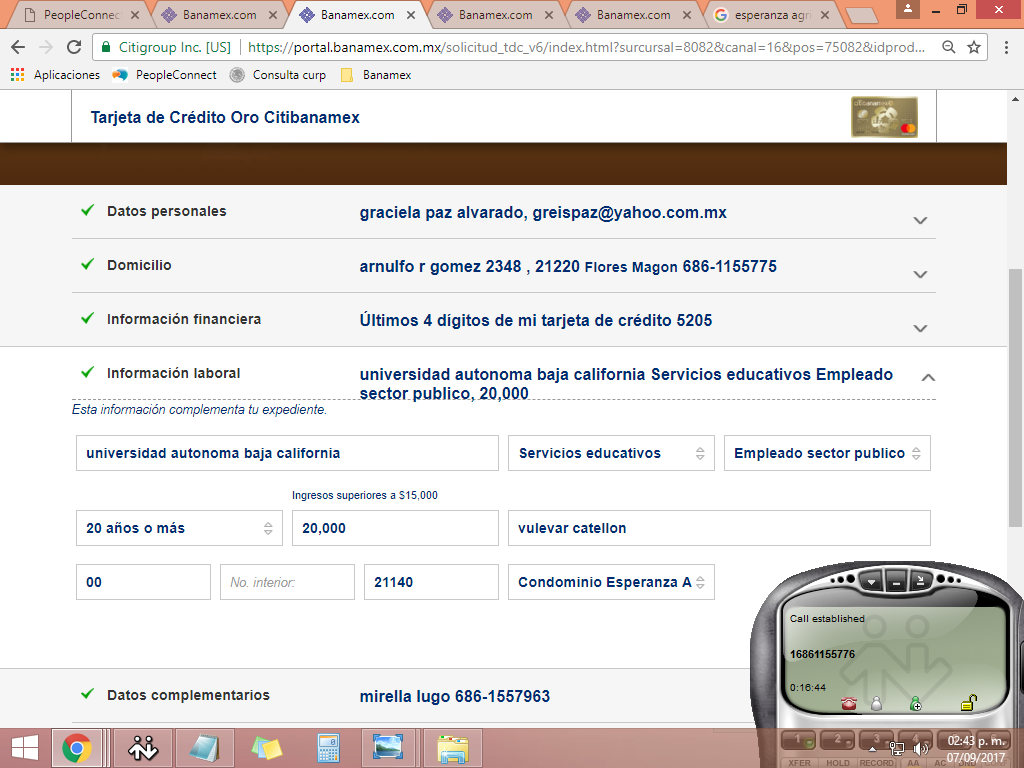 PeopleConnec
Banamex.com
Banamex.com
Banamex.com
Banamex.com
esperanza agri
Citigroup Inc. [US]
https://portal.banamex.com.mx/solicitud_tdc_v6/index.html?surcursal=8082&canal=16&pos=75082&idprod...
Aplicaciones
PeopleConnect
Consulta curp
Banamex
Tarjeta de Crédito Oro Citibanamex
Datos personales
graciela paz alvarado, greispaz@yahoo.com.mx
Domicilio
arnulfo r gomez 2348 , 21220 Flores Magon 686-1155775
Información financiera
Últimos 4 dígitos de mi tarjeta de crédito 5205
Información laboral
universidad autonoma baja california Servicios educativos Empleado
sector publico, 20,000
Esta información complementa tu expediente.
universidad autonoma baja california
Servicios educativos
Empleado sector publico
Ingresos superiores a $15,000
20 años o más
20,000
vulevar catellon
00
No. interior:
21140
Condominio Esperanza A
Call established
16861155776
0:16:44
Datos complementarios
mirella lugo 686-1557963
1
2
3
4
XFER
HOLD
RECORD
AA
AC
02:43 p. m.
07/09/2017